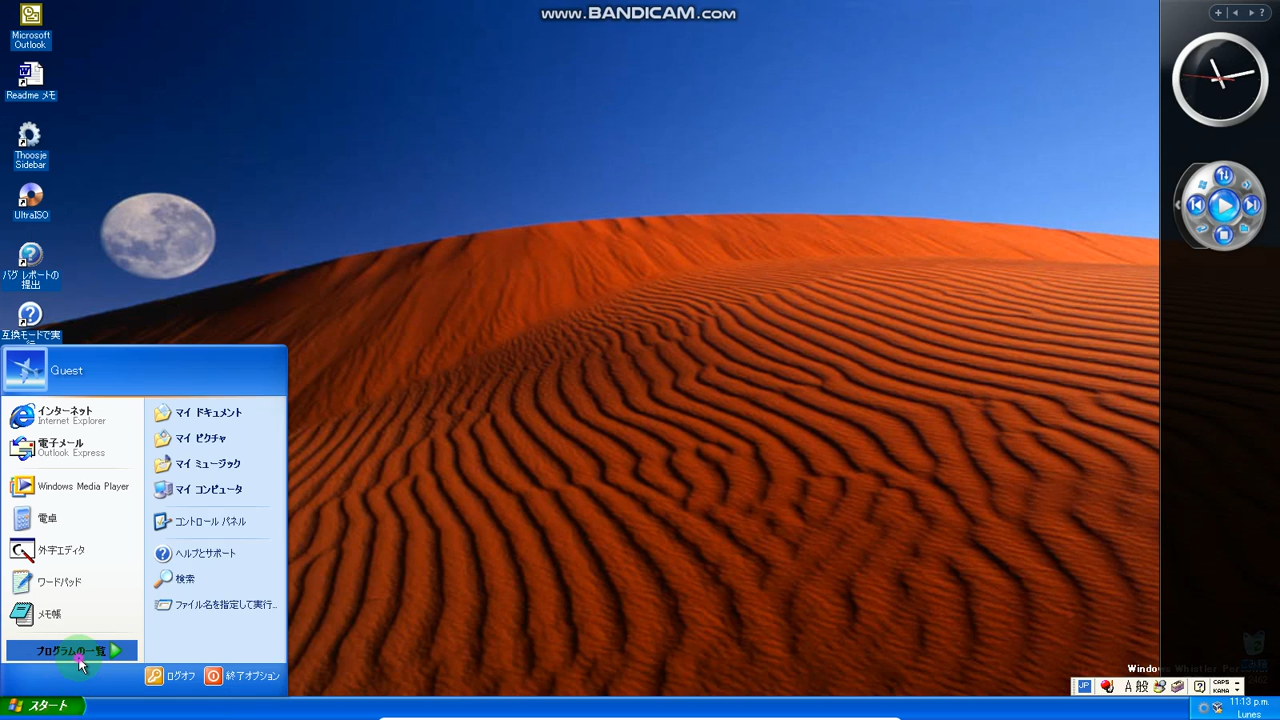 www.BANDICAM.com
Microsoft
Outlook
Readme メモ
Thoosje
Sidebar
UltraISO
バグ レポートの
提出
互換モードで実
Guest
インターネット
Internet Explorer
電子メール
Outlook Express
Windows Media Player
電卓
外字エディタ
ワードパッド
メモ帳
プログラムの一覧
マイ ドキュメント
マイ ピクチャ
マイ ミュージック
マイ コンピュータ
コントロール パネル
ヘルプとサポート
検索
ファイル名を指定して実行...
ログオフ
終了オプション
スタート
Whistler
JP
A 般
CAPS
KANA
11:13 p.m.
Lunes